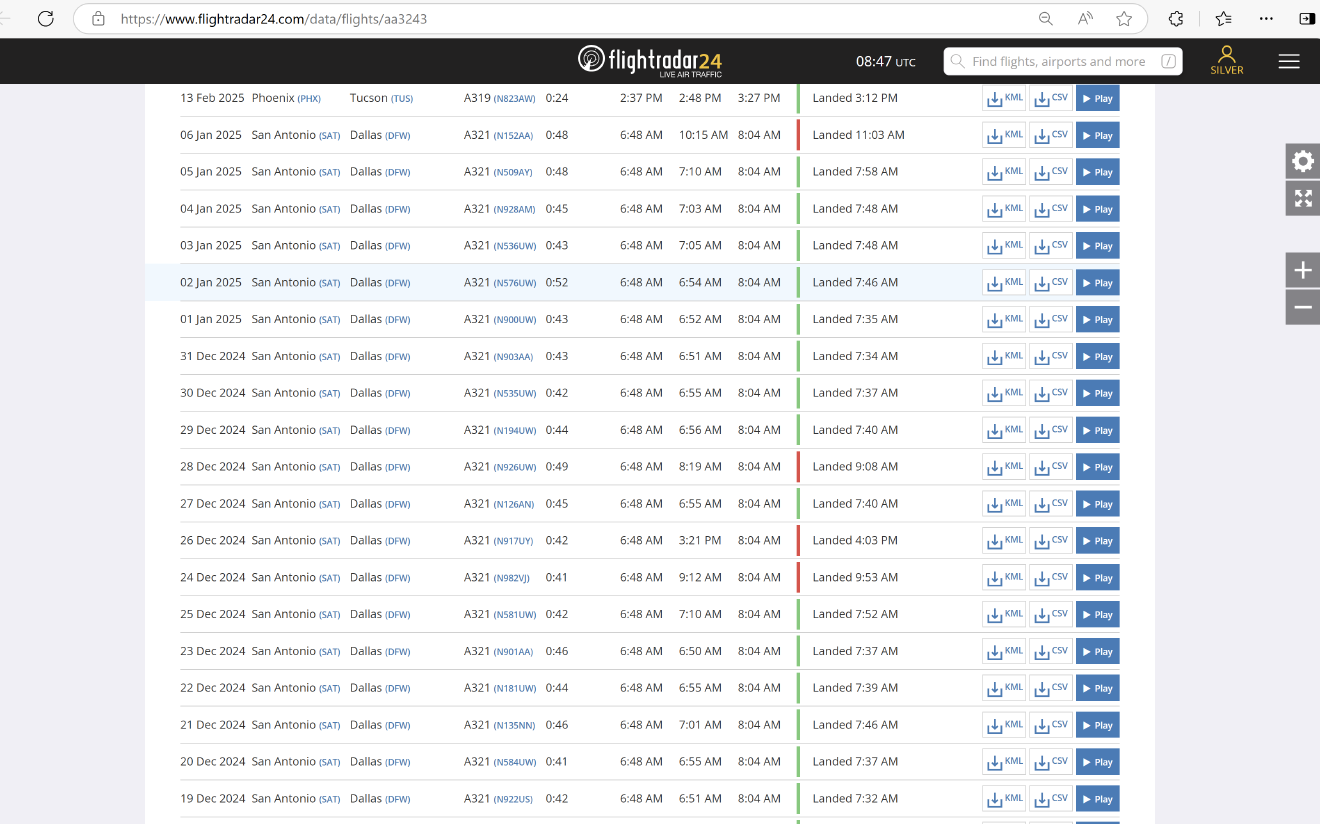 https://www.flightradar24.com/data/flights/aa3243
flightradar24
LIVE AIR TRAFFIC
08:47 UTC
Find flights, airports and more /
SILVER
13 Feb 2025 Phoenix (PHX) Tucson (TUS) A319 (N823AW) 0:24 2:37 PM 2:48 PM 3:27 PM Landed 3:12 PM KML CSV Play
06 Jan 2025 San Antonio (SAT) Dallas (DFW) A321 (N152AA) 0:48 6:48 AM 10:15 AM 8:04 AM Landed 11:03 AM KML CSV Play
05 Jan 2025 San Antonio (SAT) Dallas (DFW) A321 (N509AY) 0:48 6:48 AM 7:10 AM 8:04 AM Landed 7:58 AM KML CSV Play
04 Jan 2025 San Antonio (SAT) Dallas (DFW) A321 (N928AM) 0:45 6:48 AM 7:03 AM 8:04 AM Landed 7:48 AM KML CSV Play
03 Jan 2025 San Antonio (SAT) Dallas (DFW) A321 (N536UW) 0:43 6:48 AM 7:05 AM 8:04 AM Landed 7:48 AM KML CSV Play
02 Jan 2025 San Antonio (SAT) Dallas (DFW) A321 (N576UW) 0:52 6:48 AM 6:54 AM 8:04 AM Landed 7:46 AM KML CSV Play
01 Jan 2025 San Antonio (SAT) Dallas (DFW) A321 (N900UW) 0:43 6:48 AM 6:52 AM 8:04 AM Landed 7:35 AM KML CSV Play
31 Dec 2024 San Antonio (SAT) Dallas (DFW) A321 (N903AA) 0:43 6:48 AM 6:51 AM 8:04 AM Landed 7:34 AM KML CSV Play
30 Dec 2024 San Antonio (SAT) Dallas (DFW) A321 (N535UW) 0:42 6:48 AM 6:55 AM 8:04 AM Landed 7:37 AM KML CSV Play
29 Dec 2024 San Antonio (SAT) Dallas (DFW) A321 (N194UW) 0:44 6:48 AM 6:56 AM 8:04 AM Landed 7:40 AM KML CSV Play
28 Dec 2024 San Antonio (SAT) Dallas (DFW) A321 (N926UW) 0:49 6:48 AM 8:19 AM 8:04 AM Landed 9:08 AM KML CSV Play
27 Dec 2024 San Antonio (SAT) Dallas (DFW) A321 (N126AN) 0:45 6:48 AM 6:55 AM 8:04 AM Landed 7:40 AM KML CSV Play
26 Dec 2024 San Antonio (SAT) Dallas (DFW) A321 (N917UY) 0:42 6:48 AM 3:21 PM 8:04 AM Landed 4:03 PM KML CSV Play
24 Dec 2024 San Antonio (SAT) Dallas (DFW) A321 (N982VJ) 0:41 6:48 AM 9:12 AM 8:04 AM Landed 9:53 AM KML CSV Play
25 Dec 2024 San Antonio (SAT) Dallas (DFW) A321 (N581UW) 0:42 6:48 AM 7:10 AM 8:04 AM Landed 7:52 AM KML CSV Play
23 Dec 2024 San Antonio (SAT) Dallas (DFW) A321 (N901AA) 0:46 6:48 AM 6:50 AM 8:04 AM Landed 7:37 AM KML CSV Play
22 Dec 2024 San Antonio (SAT) Dallas (DFW) A321 (N181UW) 0:44 6:48 AM 6:55 AM 8:04 AM Landed 7:39 AM KML CSV Play
21 Dec 2024 San Antonio (SAT) Dallas (DFW) A321 (N135NN) 0:46 6:48 AM 7:01 AM 8:04 AM Landed 7:46 AM KML CSV Play
20 Dec 2024 San Antonio (SAT) Dallas (DFW) A321 (N584UW) 0:41 6:48 AM 6:55 AM 8:04 AM Landed 7:37 AM KML CSV Play
19 Dec 2024 San Antonio (SAT) Dallas (DFW) A321 (N922US) 0:42 6:48 AM 6:51 AM 8:04 AM Landed 7:32 AM KML CSV Play